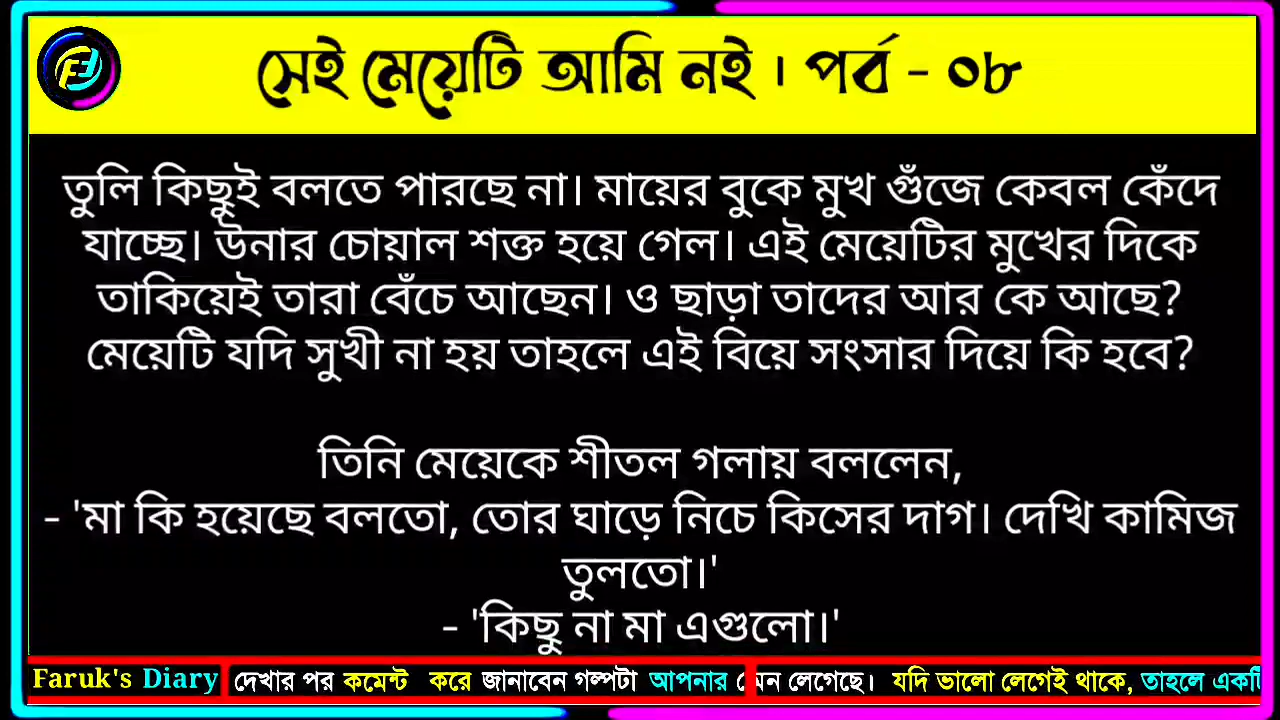 সেই মেয়েটি আমি নই । পর্ব - ০৮
তুলি কিছুই বলতে পারছে না। মায়ের বুকে মুখ গুঁজে কেবল কেঁদে
যাচ্ছে। উনার চোয়াল শক্ত হয়ে গেল। এই মেয়েটির মুখের দিকে
তাকিয়েই তারা বেঁচে আছেন। ও ছাড়া তাদের আর কে আছে?
মেয়েটি যদি সুখী না হয় তাহলে এই বিয়ে সংসার দিয়ে কি হবে?
তিনি মেয়েকে শীতল গলায় বললেন,
- 'মা কি হয়েছে বলতো, তোর ঘাড়ে নিচে কিসের দাগ। দেখি কামিজ
তুলতো।'
- 'কিছু না মা এগুলো।'
Faruk's Diary দেখার পর কমেন্ট করে জানাবেন গল্পটা আপনার লেগেছে। যদি ভালো লেগেই থাকে, তাহলে